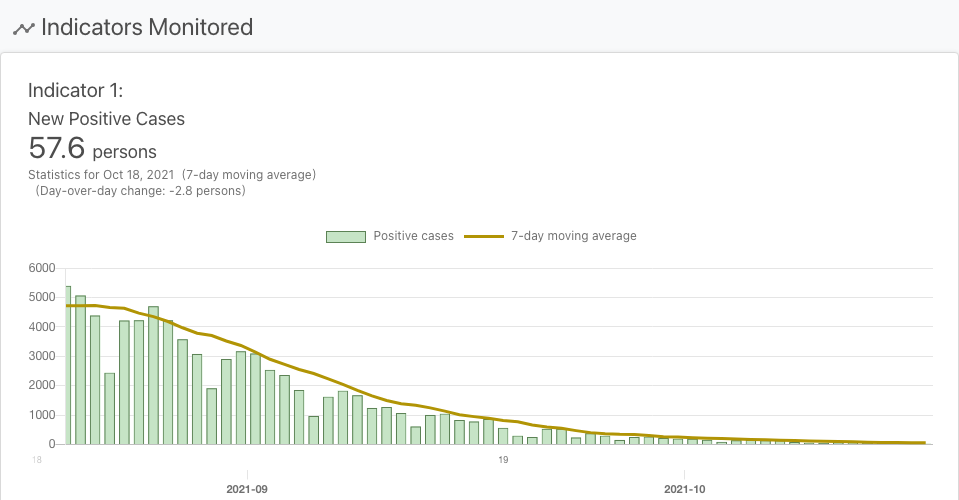 Indicators Monitored
Indicator 1:
New Positive Cases
57.6 persons
Statistics for Oct 18, 2021 (7-day moving average)
(Day-over-day change: -2.8 persons)
Positive cases 7-day moving average
6000
5000
4000
3000
2000
1000
0
18 19
2021-09 2021-10